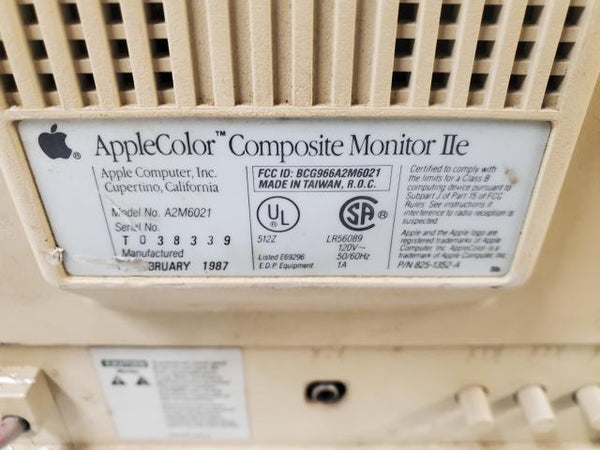 AppleColor™ Composite Monitor IIe
Apple Computer, Inc.
Cupertino, California
Model No. A2M6021
Serial No.
T038339
Manufactured
BRUARY 1987
FCC ID: BCG966A2M6021
MADE IN TAIWAN, R.O.C.
UL
®
512Z
Listed E69296
E.D.P. Equipment
SA
®
LR56089
120V~
50/60Hz
1A
Certified to comply with
the limits for a Class B
computing device pursuant to
Subpart J of Part 15 of FCC
Rules. See instructions if
interference to radio reception is
suspected.
Apple and the Apple logo are
registered trademarks of Apple
Computer, Inc. AppleColor is a
trademark of Apple Computer, Inc.
P/N 825-1352-A
CAUTION